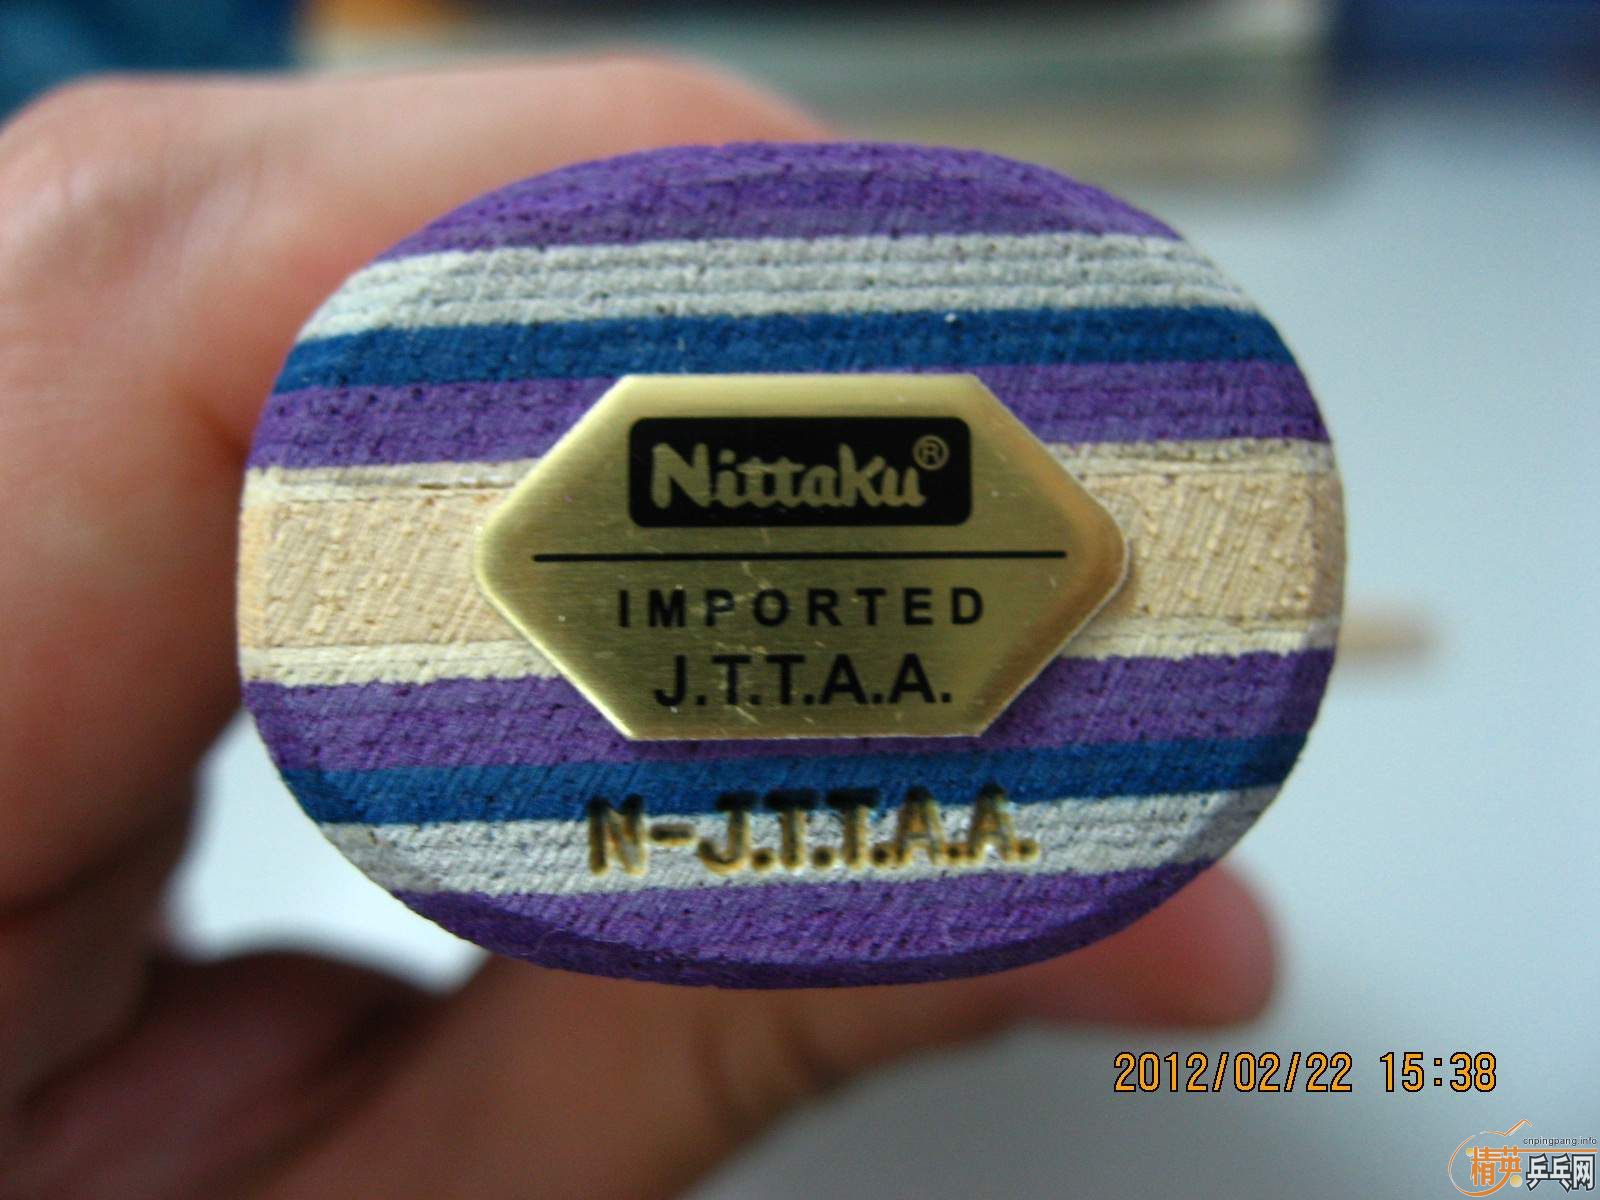 Nittaku®
IMPORTED
J.T.T.A.A.
N-J.T.T.A.A.
2012/02/22 15:38
cnpingpang.info
精英乒乓网